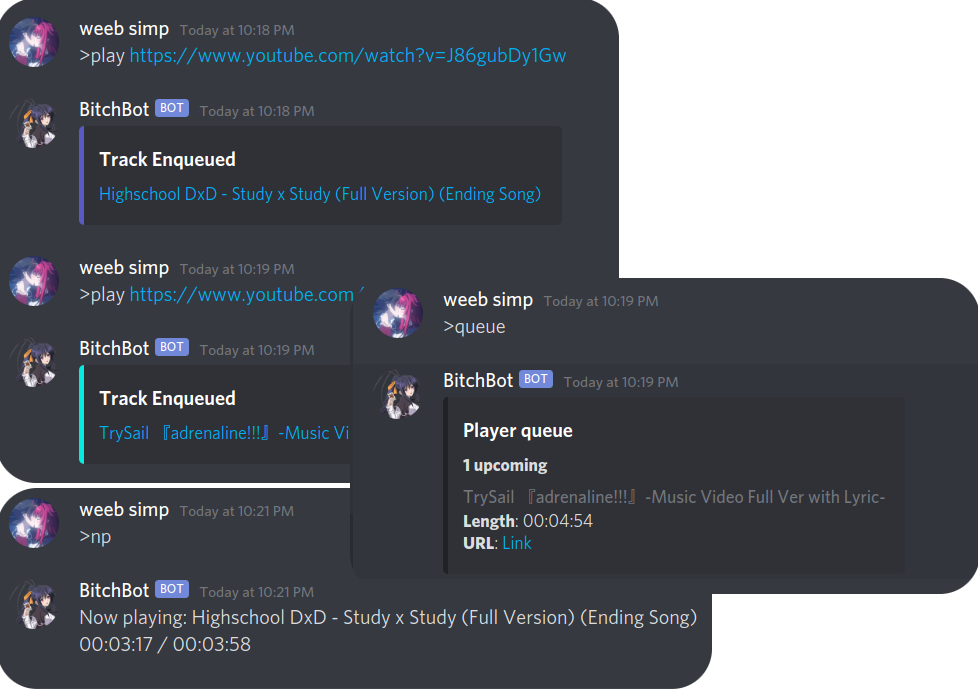 weeb simp Today at 10:18 PM
>play https://www.youtube.com/watch?v=J86gubDy1Gw
BitchBot BOT Today at 10:18 PM
Track Enqueued
Highschool DxD - Study x Study (Full Version) (Ending Song)
weeb simp Today at 10:19 PM
>play https://www.youtube.com/
BitchBot BOT Today at 10:19 PM
Track Enqueued
TrySail 『adrenaline!!!』 -Music Vi
weeb simp Today at 10:19 PM
>queue
BitchBot BOT Today at 10:19 PM
Player queue
1 upcoming
TrySail 『adrenaline!!!』 -Music Video Full Ver with Lyric-
Length: 00:04:54
URL: Link
weeb simp Today at 10:21 PM
>np
BitchBot BOT Today at 10:21 PM
Now playing: Highschool DxD - Study x Study (Full Version) (Ending Song)
00:03:17 / 00:03:58